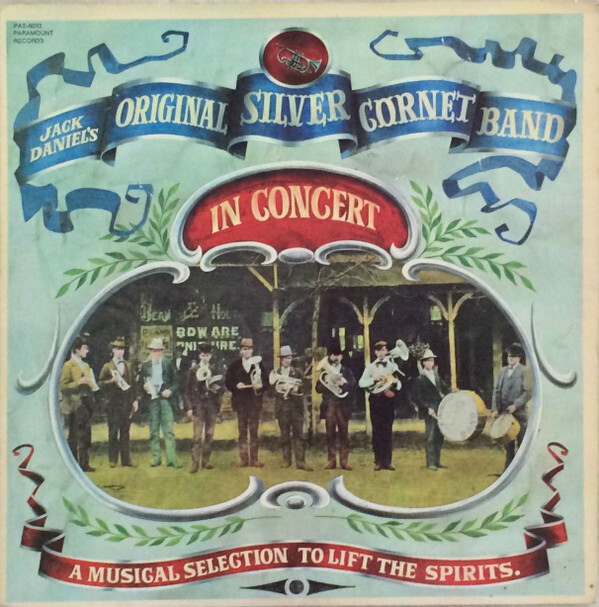 PAS-6012
PARAMOUNT
RECORDS
JACK
DANIEL'S
ORIGINAL SILVER CORNET BAND
IN CONCERT
A MUSICAL SELECTION TO LIFT THE SPIRITS.